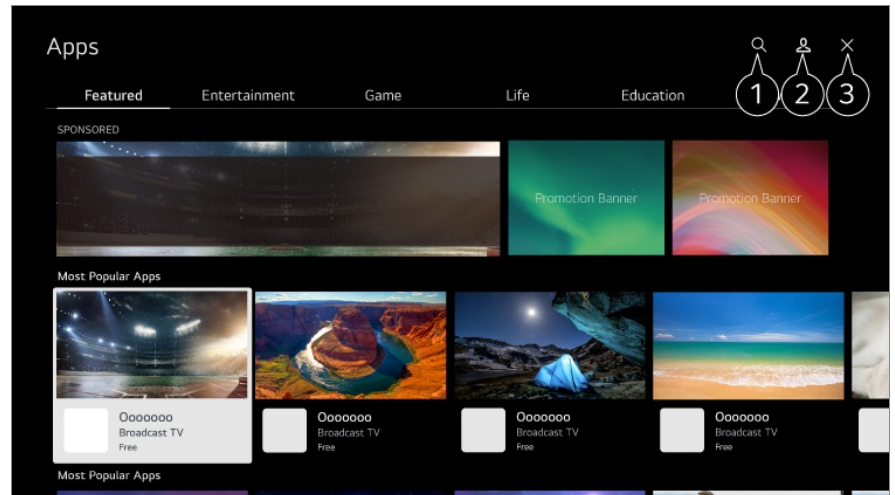 Apps
Featured Entertainment Game Life Education
1 2 3
SPONSORED
Promotion Banner Promotion Banner
Most Popular Apps
Ooooooo Ooooooo Ooooooo Ooooooo
Broadcast TV Broadcast TV Broadcast TV Broadcast TV
Free Free Free Free
Most Popular Apps